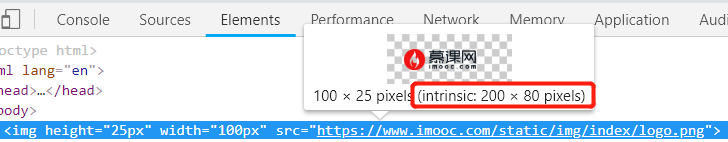 Console Elements Sources Network Performance Memory Application
octype html>
慕课网
imooc.com
ml lang="en">
100 × 25 pixels (intrinsic: 200 × 80 pixels)
head>…</head>
body>
<img height="25px" width="100px" src="https://www.imooc.com/static/img/index/logo.png">